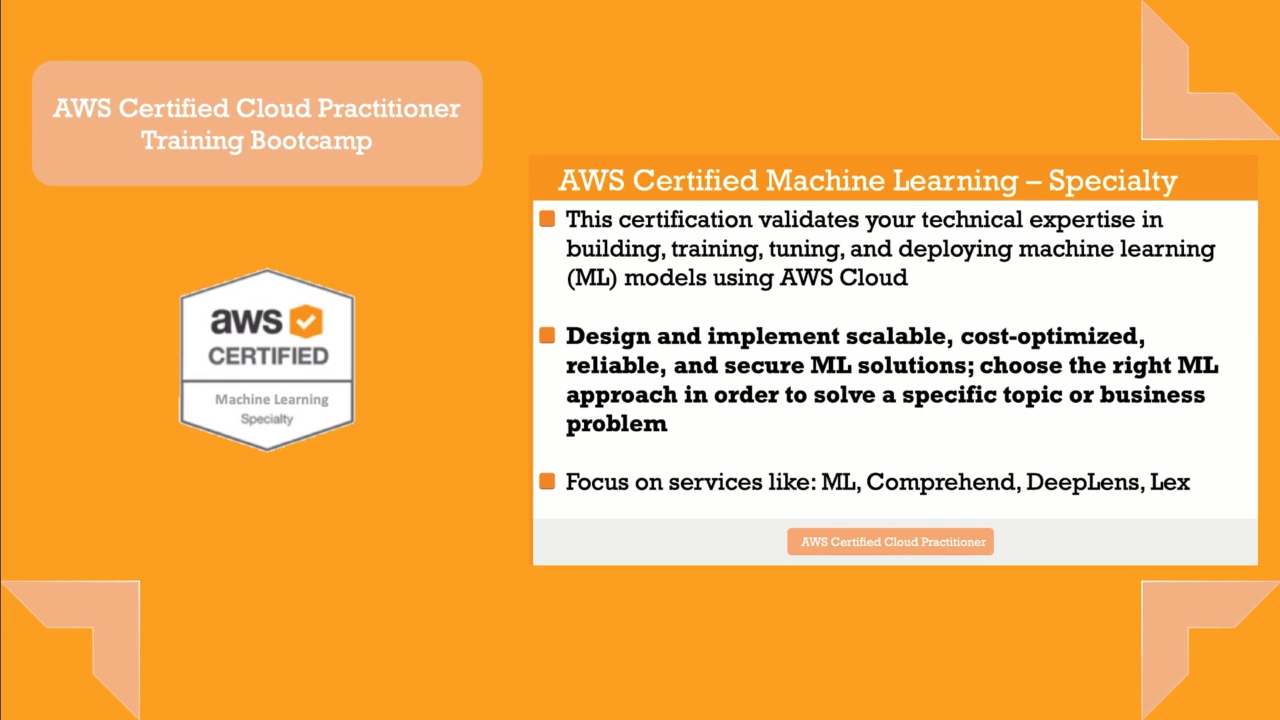 AWS Certified Cloud Practitioner
Training Bootcamp
aws
CERTIFIED
Machine Learning
Specialty
AWS Certified Machine Learning – Specialty
This certification validates your technical expertise in
building, training, tuning, and deploying machine learning
(ML) models using AWS Cloud
Design and implement scalable, cost-optimized,
reliable, and secure ML solutions; choose the right ML
approach in order to solve a specific topic or business
problem
Focus on services like: ML, Comprehend, DeepLens, Lex
AWS Certified Cloud Practitioner